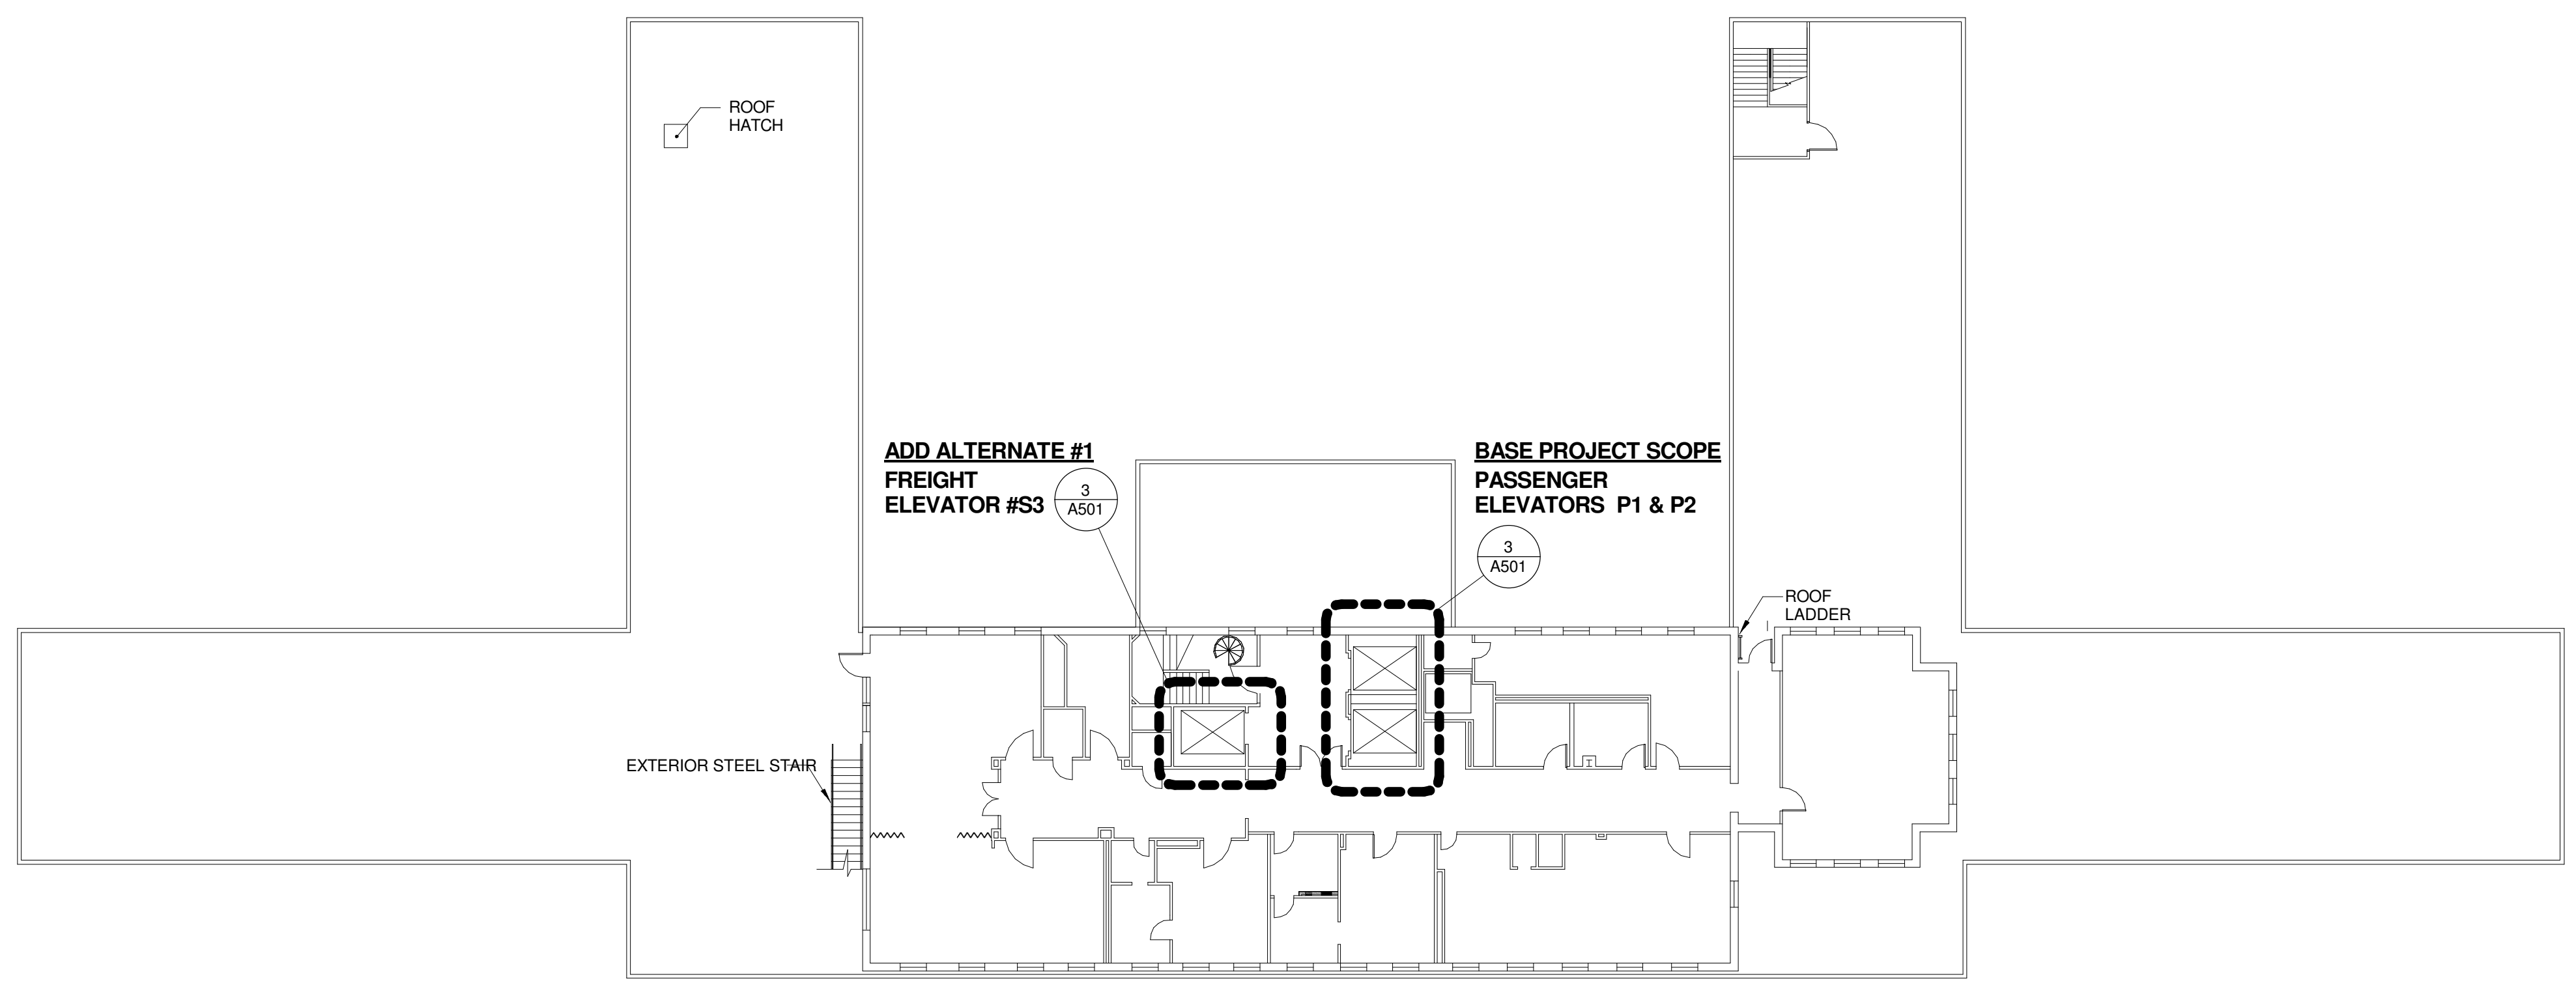 ROOF
HATCH
ADD ALTERNATE #1
FREIGHT
ELEVATOR #S3
3
A501
BASE PROJECT SCOPE
PASSENGER
ELEVATORS P1 & P2
3
A501
ROOF
LADDER
EXTERIOR STEEL STAIR